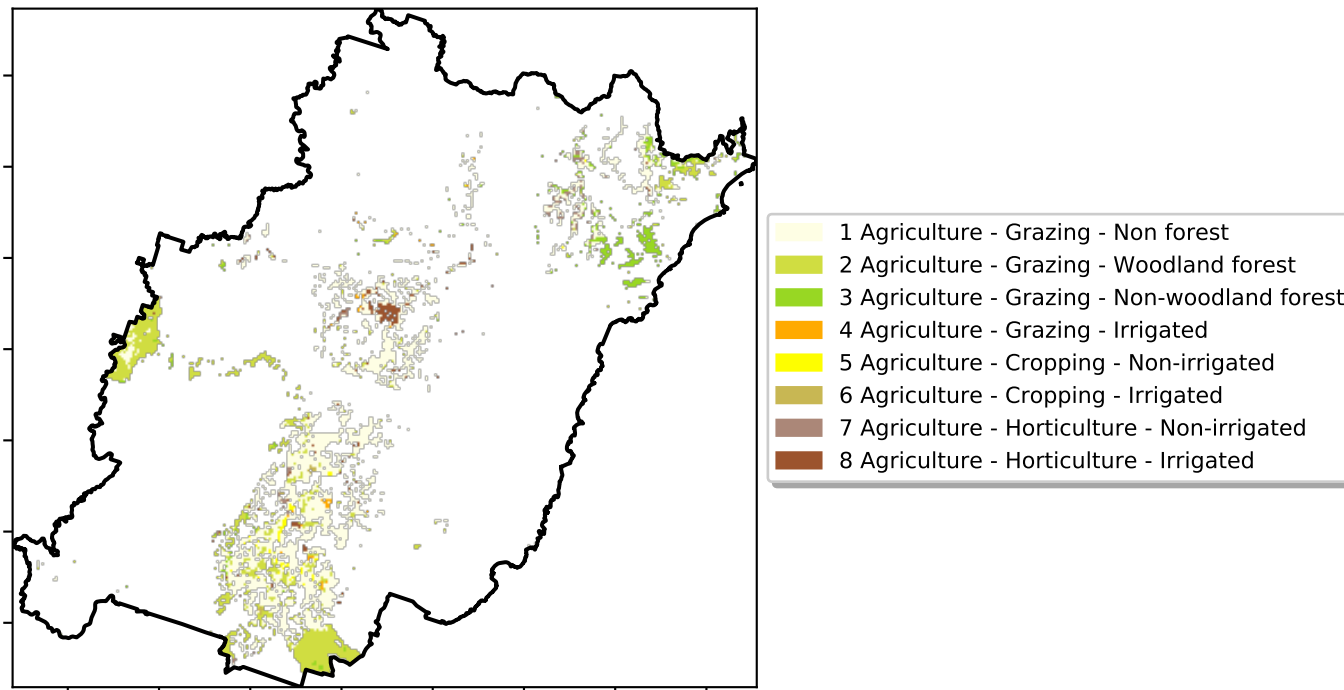 1 Agriculture - Grazing - Non forest
2 Agriculture - Grazing - Woodland forest
3 Agriculture - Grazing - Non-woodland forest
4 Agriculture - Grazing - Irrigated
5 Agriculture - Cropping - Non-irrigated
6 Agriculture - Cropping - Irrigated
7 Agriculture - Horticulture - Non-irrigated
8 Agriculture - Horticulture - Irrigated